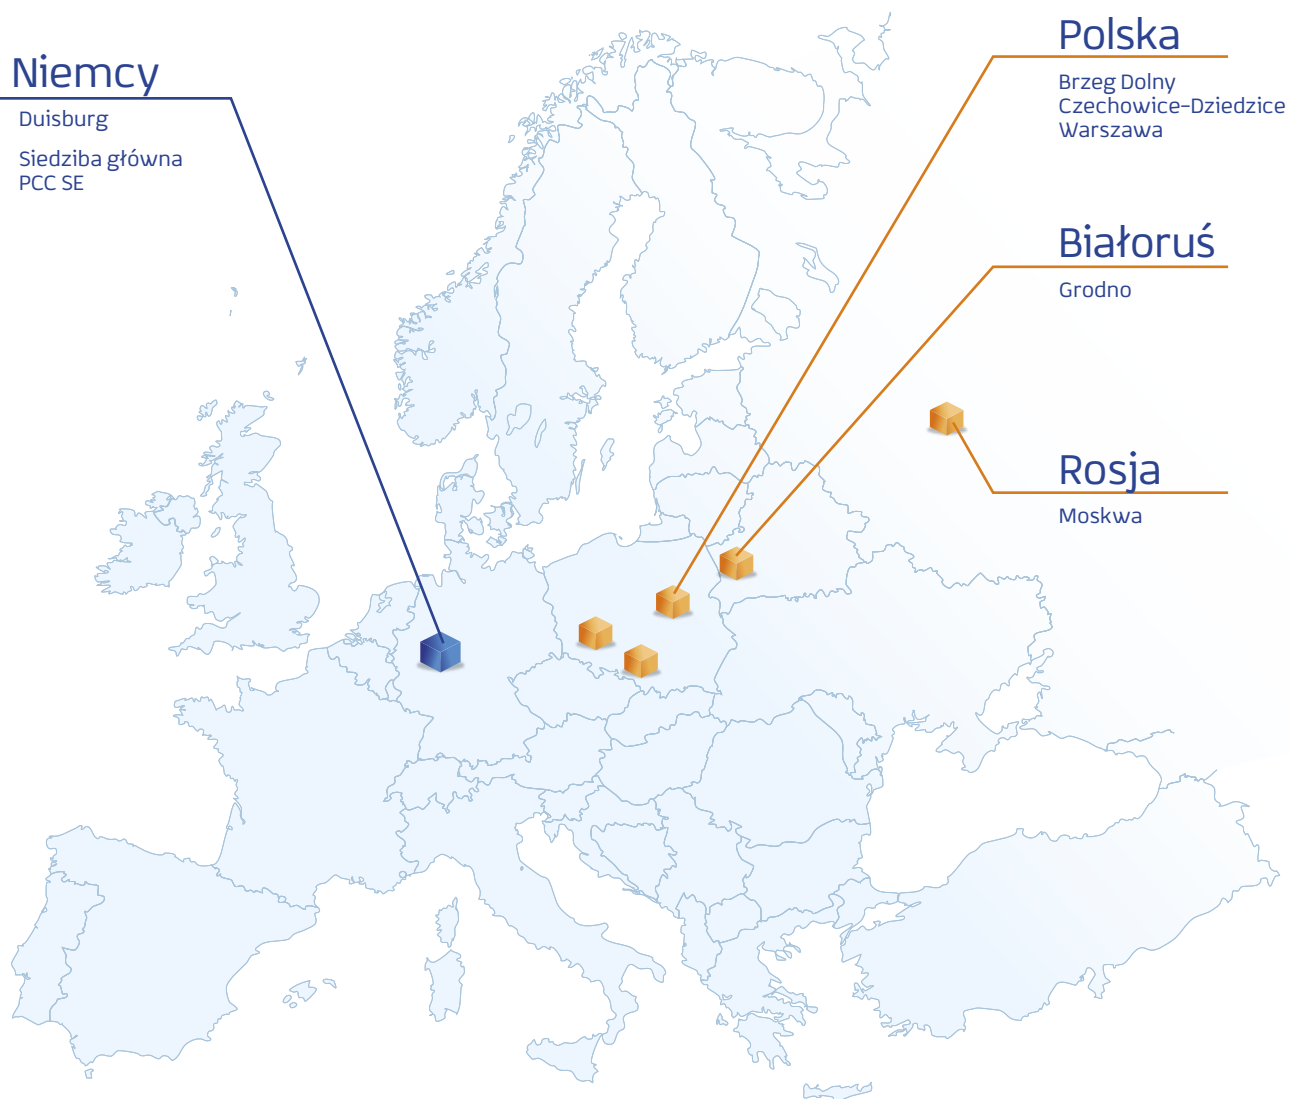 Niemcy
Duisburg
Siedziba główna
PCC SE
Polska
Brzeg Dolny
Czechowice-Dziedzice
Warszawa
Białoruś
Grodno
Rosja
Moskwa